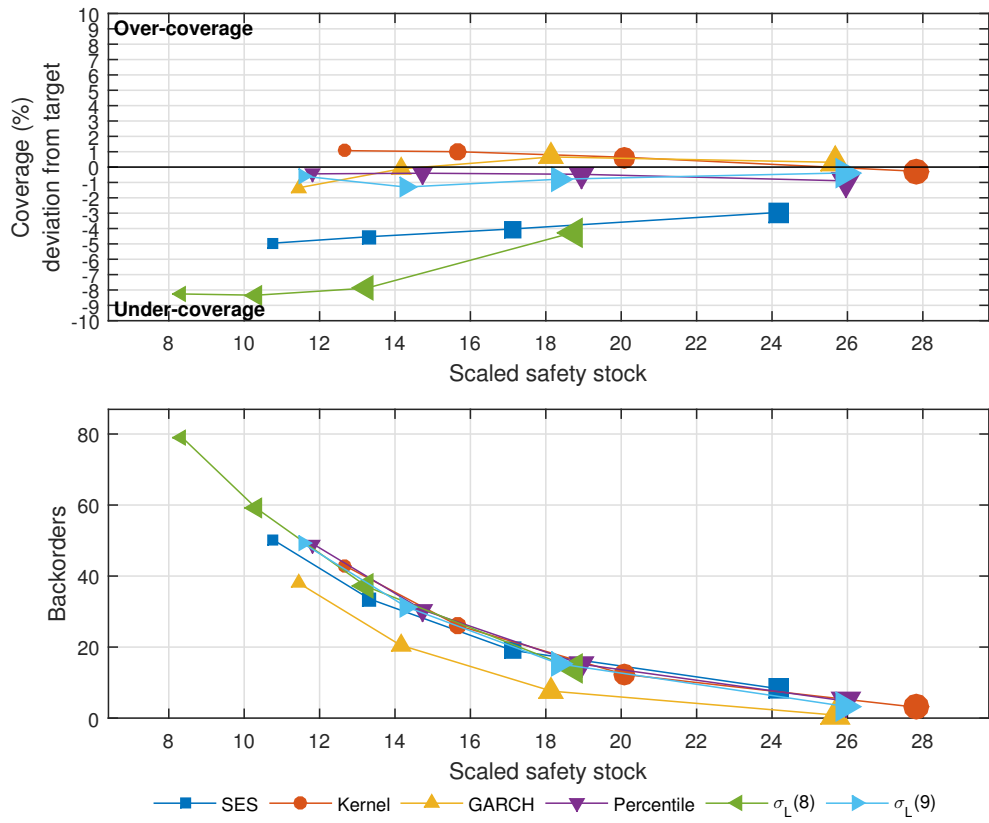 Over-coverage
10
9
8
7
6
5
4
3
2
1
0
-1
-2
-3
-4
-5
-6
-7
-8
-9
-10
Coverage (%)
deviation from target
Under-coverage
8 10 12 14 16 18 20 22 24 26 28
Scaled safety stock
80
60
40
20
0
Backorders
8 10 12 14 16 18 20 22 24 26 28
Scaled safety stock
SES Kernel GARCH Percentile σL(8) σL(9)